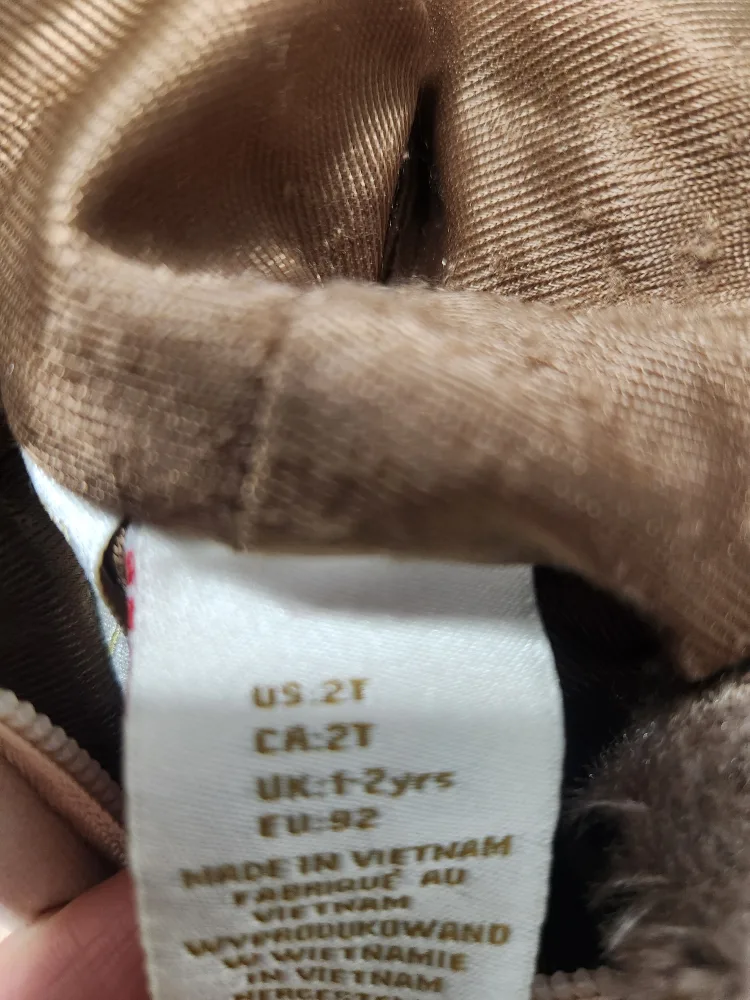 US:2T
CA:2T
UK:1-2yrs
EU:92
MADE IN VIETNAM
FABRIQUÉ AU
VIETNAM
WYPRODUKOWANO
W WIETNAMIE
IN VIETNAM